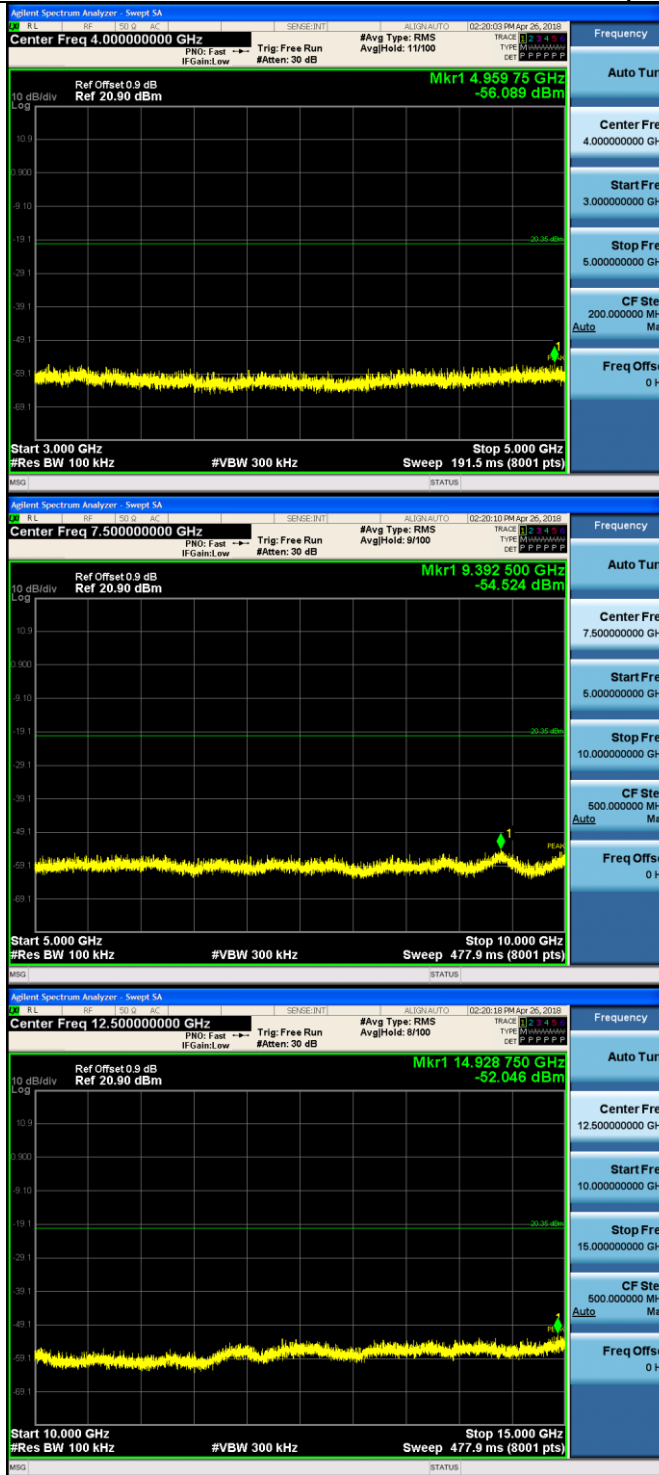 Agilent Spectrum Analyzer - Swept SA
RL RF 50 Ω AC SENSE:INT ALIGNAUTO 02:20:03 PM Apr 26, 2018
Center Freq 4.000000000 GHz #Avg Type: RMS TRACE 1 2 3 4 5 6
PNO: Fast Trig: Free Run Avg|Hold: 11/100 TYPE M
IFGain:Low #Atten: 30 dB DET P P P P P P
Frequency
Mkr1 4.959 75 GHz
Ref Offset 0.9 dB
10 dB/div Ref 20.90 dBm -56.089 dBm
Log
10.9
0.900
-9.10
-19.1
-29.1
-39.1
-49.1
-59.1
-69.1
1
Auto Tun
Center Fre
4.000000000 GH
Start Fre
3.000000000 GH
Stop Fre
5.000000000 GH
CF Ste
200.000000 MH
Auto Ma
Freq Offse
0 H
Start 3.000 GHz Stop 5.000 GHz
#Res BW 100 kHz #VBW 300 kHz Sweep 191.5 ms (8001 pts)
MSG STATUS
Agilent Spectrum Analyzer - Swept SA
RL RF 50 Ω AC SENSE:INT ALIGNAUTO 02:20:10 PM Apr 26, 2018
Center Freq 7.500000000 GHz #Avg Type: RMS TRACE 1 2 3 4 5 6
PNO: Fast Trig: Free Run Avg|Hold: 9/100 TYPE M
IFGain:Low #Atten: 30 dB DET P P P P P P
Frequency
Mkr1 9.392 500 GHz
Ref Offset 0.9 dB
10 dB/div Ref 20.90 dBm -54.524 dBm
Log
10.9
0.900
-9.10
-19.1
-29.1
-39.1
-49.1
-59.1
-69.1
1
PEAK
Auto Tun
Center Fre
7.500000000 GH
Start Fre
5.000000000 GH
Stop Fre
10.000000000 GH
CF Ste
500.000000 MH
Auto Ma
Freq Offse
0 H
Start 5.000 GHz Stop 10.000 GHz
#Res BW 100 kHz #VBW 300 kHz Sweep 477.9 ms (8001 pts)
MSG STATUS
Agilent Spectrum Analyzer - Swept SA
RL RF 50 Ω AC SENSE:INT ALIGNAUTO 02:20:18 PM Apr 26, 2018
Center Freq 12.500000000 GHz #Avg Type: RMS TRACE 1 2 3 4 5 6
PNO: Fast Trig: Free Run Avg|Hold: 8/100 TYPE M
IFGain:Low #Atten: 30 dB DET P P P P P P
Frequency
Mkr1 14.928 750 GHz
Ref Offset 0.9 dB
10 dB/div Ref 20.90 dBm -52.046 dBm
Log
10.9
0.900
-9.10
-19.1
-29.1
-39.1
-49.1
-59.1
-69.1
1
Auto Tun
Center Fre
12.500000000 GH
Start Fre
10.000000000 GH
Stop Fre
15.000000000 GH
CF Ste
500.000000 MH
Auto Ma
Freq Offse
0 H
Start 10.000 GHz Stop 15.000 GHz
#Res BW 100 kHz #VBW 300 kHz Sweep 477.9 ms (8001 pts)
MSG STATUS